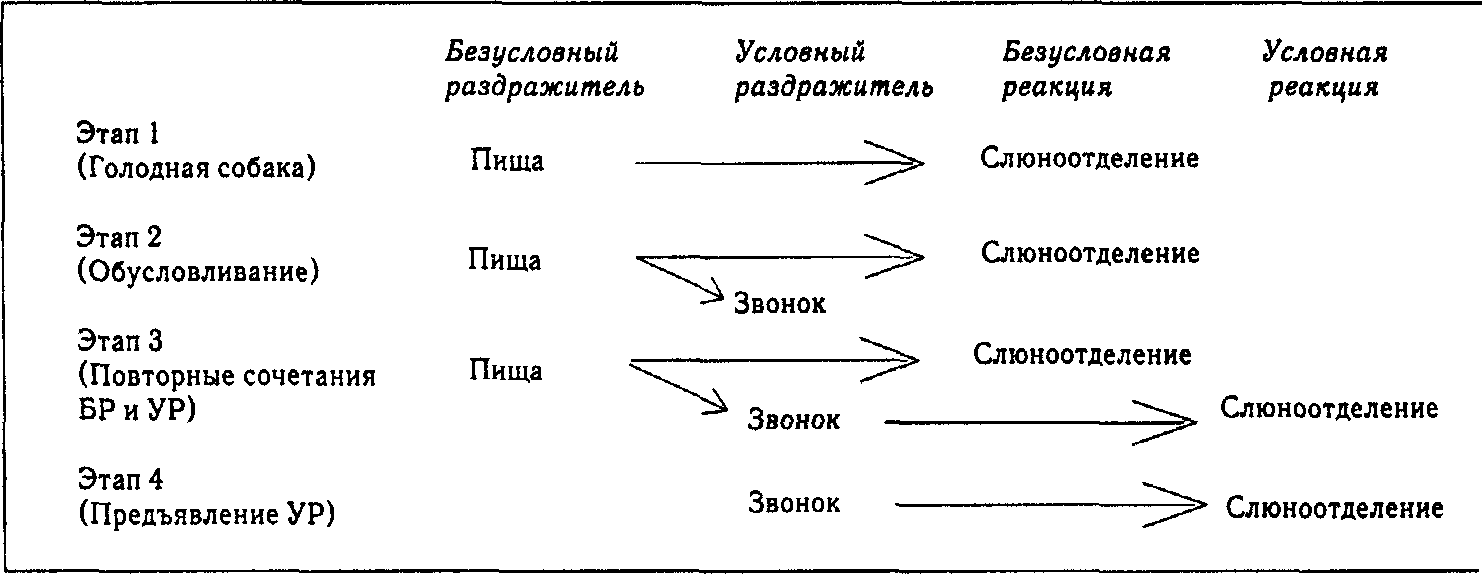 Безусловный Условный Безусловная Условная
раздражитель раздражитель реакция реакция
Этап 1
(Голодная собака) Пища Слюноотделение
Этап 2
(Обусловливание) Пища Слюноотделение
Звонок
Этап 3
(Повторные сочетания Пища Слюноотделение
БР и УР) Звонок Слюноотделение
Этап 4
(Предъявление УР) Звонок Слюноотделение